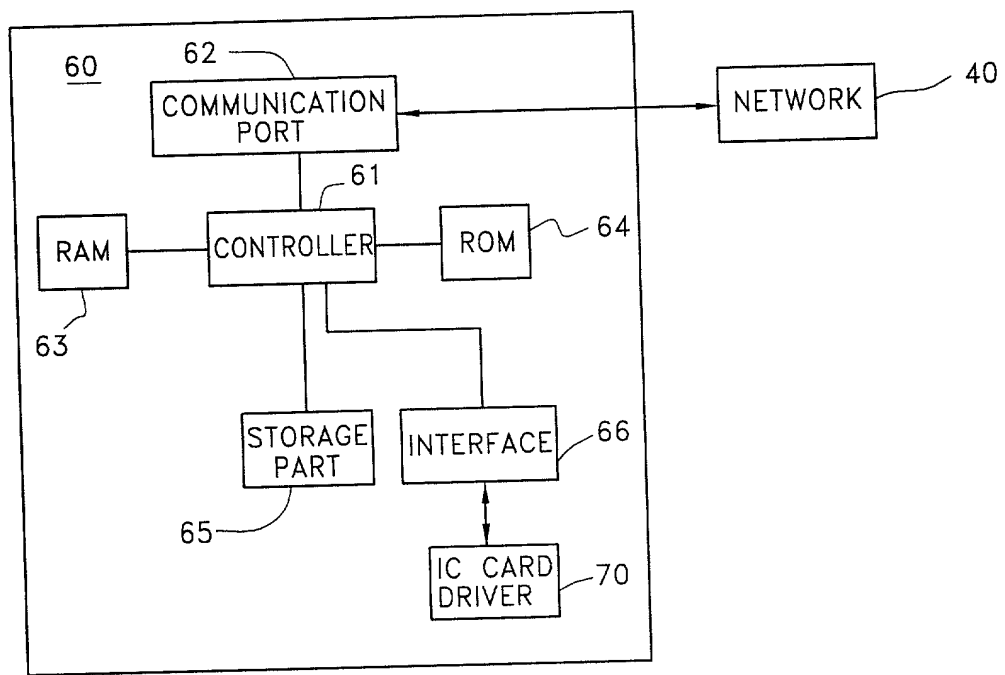 60
62
COMMUNICATION
PORT
NETWORK
40
61
RAM
CONTROLLER
ROM
64
63
STORAGE
PART
INTERFACE
66
65
IC CARD
DRIVER
70